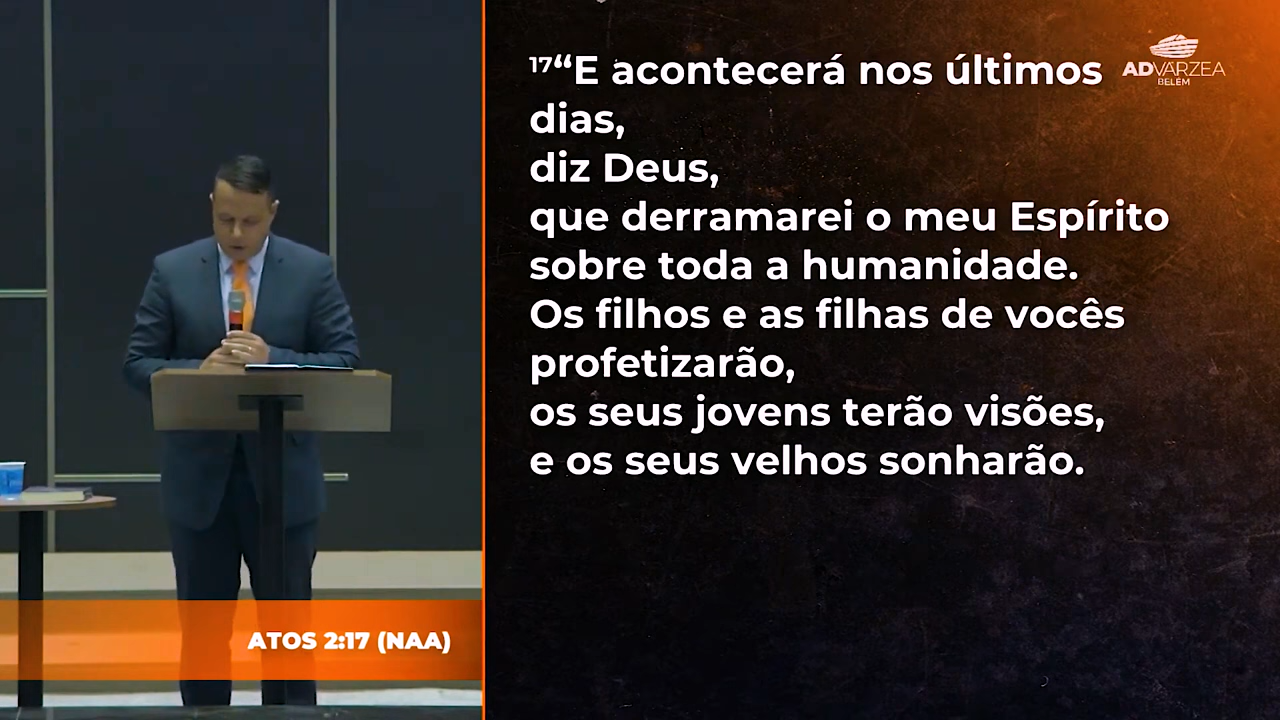 17“E acontecerá nos últimos
dias,
diz Deus,
que derramarei o meu Espírito
sobre toda a humanidade.
Os filhos e as filhas de vocês
profetizarão,
os seus jovens terão visões,
e os seus velhos sonharão.
ADVARZEA
BELÉM
ATOS 2:17 (NAA)